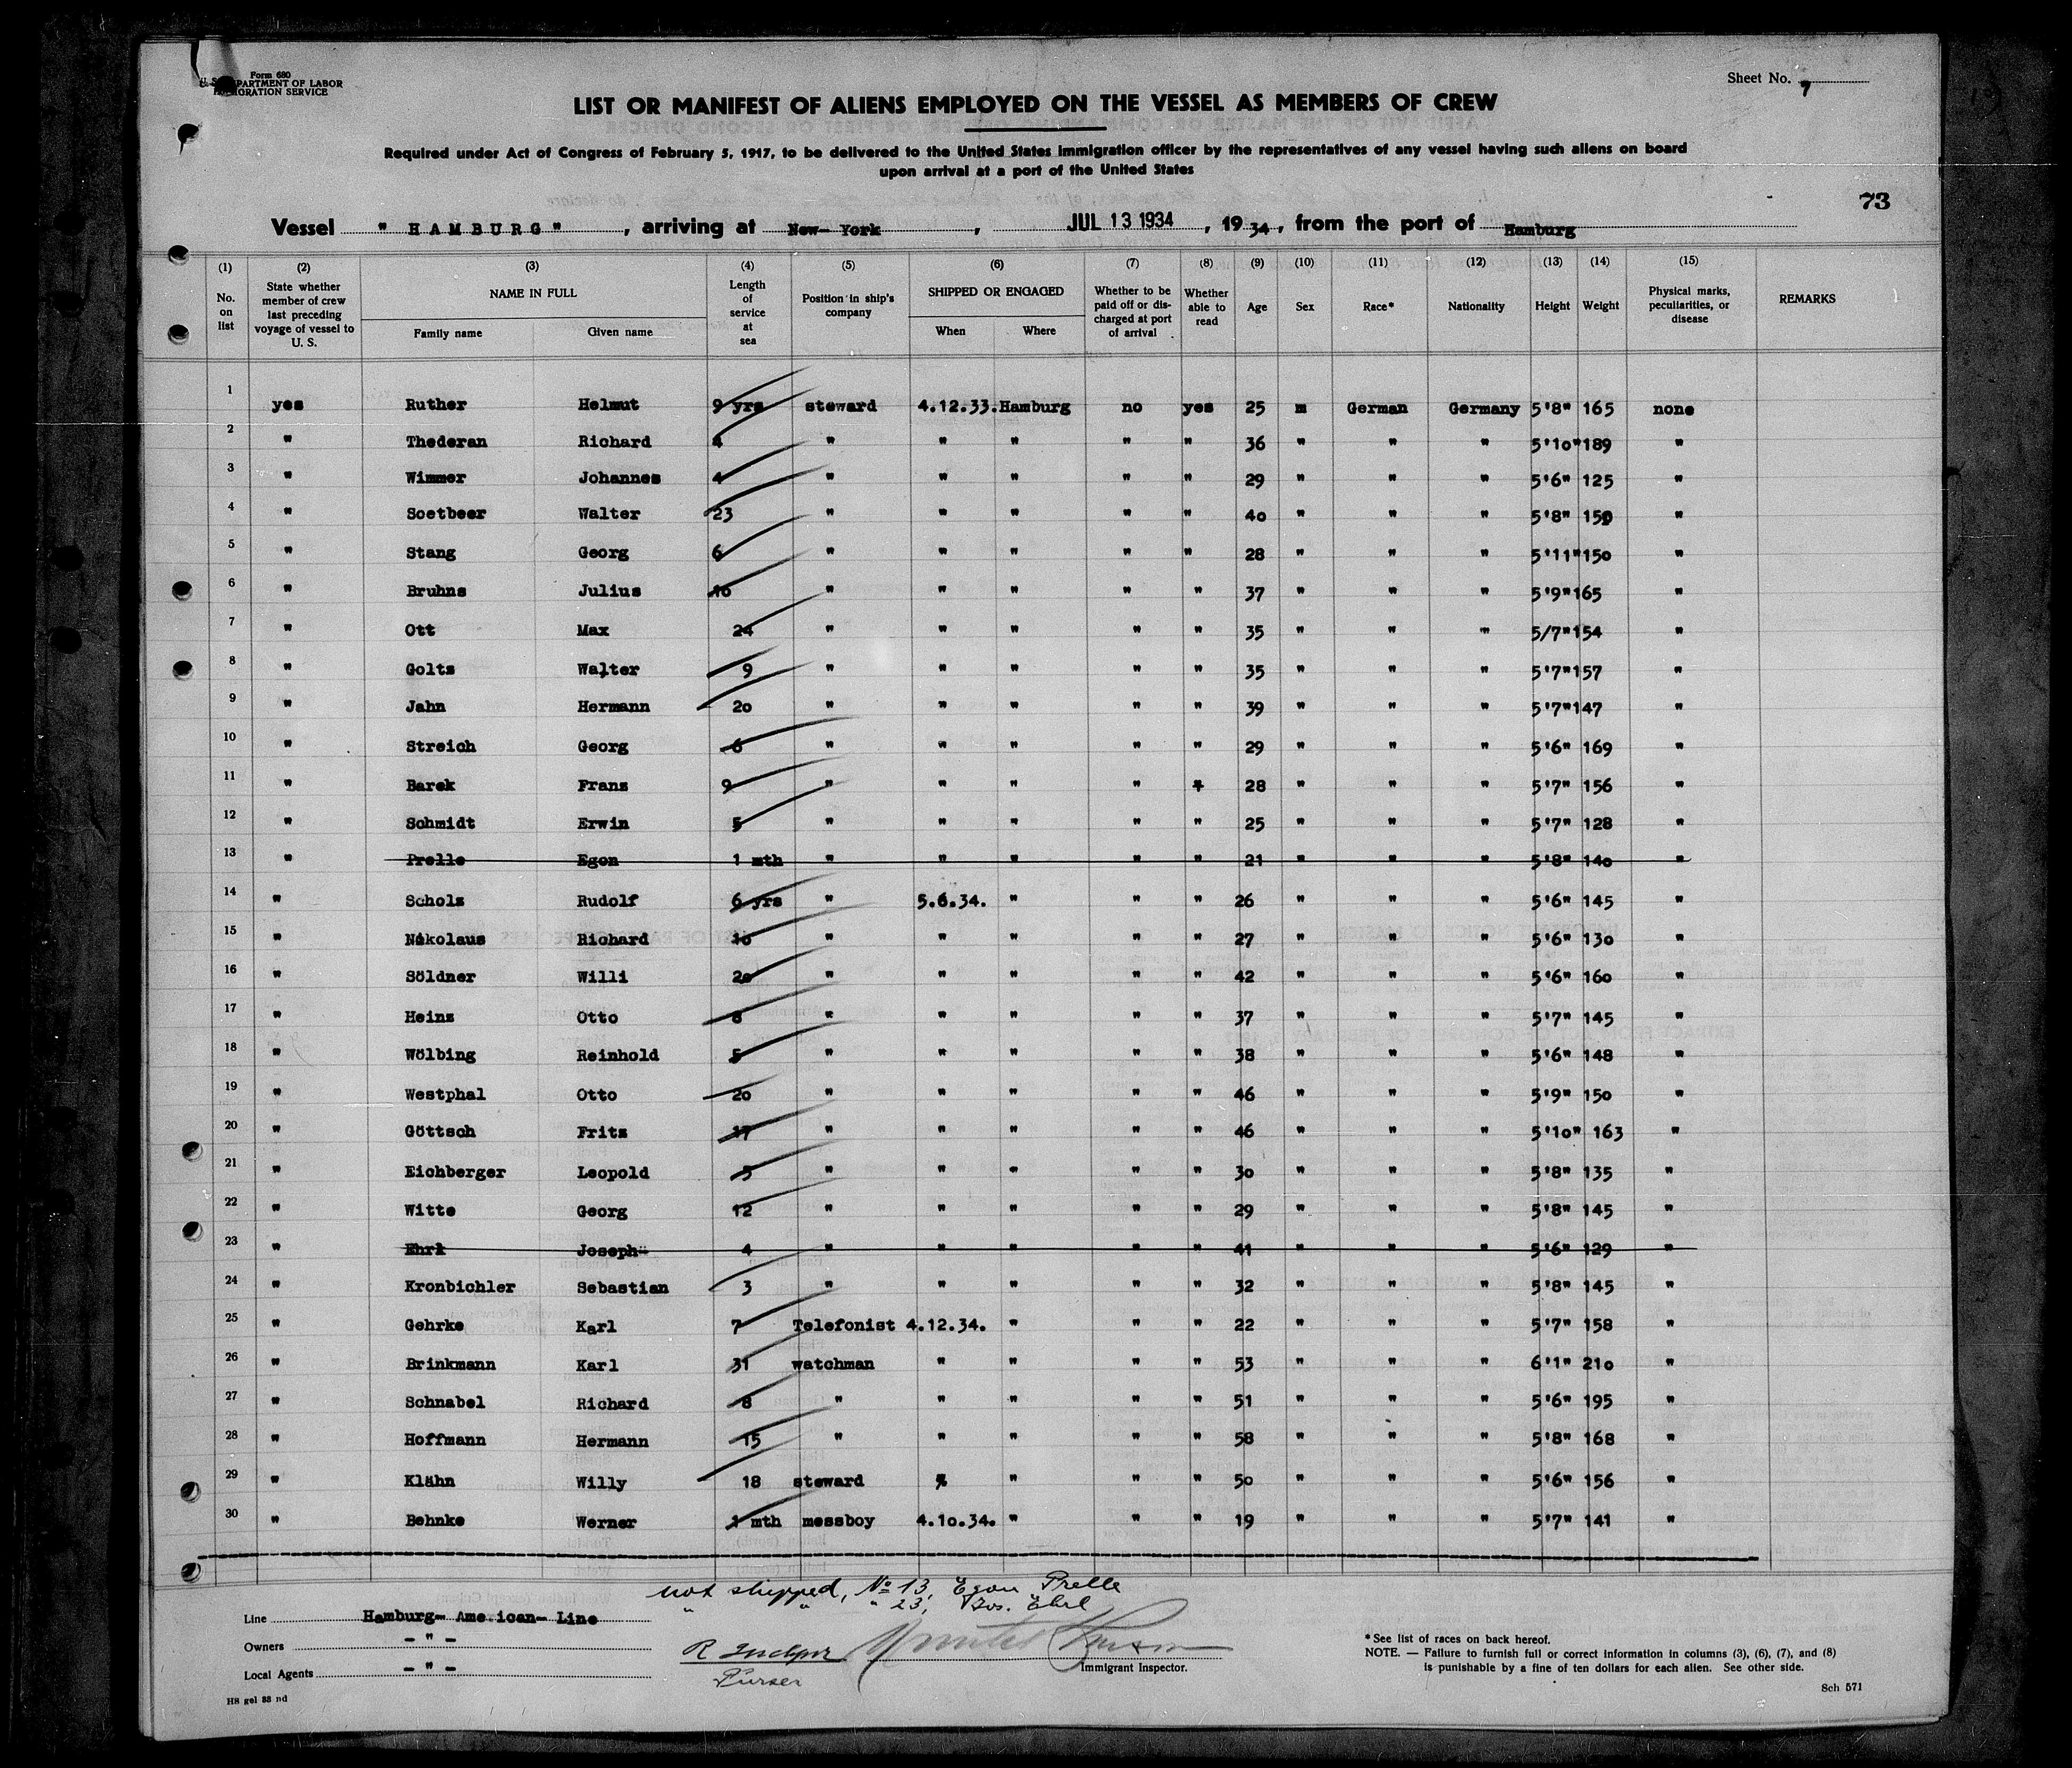 Form 680
U. S. DEPARTMENT OF LABOR
IMMIGRATION SERVICE
Sheet No. 7
LIST OR MANIFEST OF ALIENS EMPLOYED ON THE VESSEL AS MEMBERS OF CREW
Required under Act of Congress of February 5, 1917, to be delivered to the United States immigration officer by the representatives of any vessel having such aliens on board
upon arrival at a port of the United States
73
Vessel " HAMBURG " , arriving at New- York , JUL 13 1934 , 19 34, from the port of Hamburg
(1) (2) (3) (4) (5) (6) (7) (8) (9) (10) (11) (12) (13) (14) (15)
No. on list State whether member of crew last preceding voyage of vessel to U. S. NAME IN FULL Family name Given name Length of service at sea Position in ship's company SHIPPED OR ENGAGED When Where Whether to be paid off or discharged at port of arrival Whether able to read Age Sex Race* Nationality Height Weight Physical marks, peculiarities, or disease REMARKS
1 yes Ruther Helmut 9 yrs steward 4.12.33. Hamburg no yes 25 m German Germany 5'8" 165 none
2 " Thederan Richard 4 " " " " " 36 " " " 5'10" 189 "
3 " Wimmer Johannes 4 " " " " " 29 " " " 5'6" 125 "
4 " Soetbeer Walter 23 " " " " " 40 " " " 5'8" 150 "
5 " Stang Georg 6 " " " " " 28 " " " 5'11" 150 "
6 " Bruhns Julius 16 " " " " " 37 " " " 5'9" 165 "
7 " Ott Max 24 " " " " " 35 " " " 5/7" 154 "
8 " Goltz Walter 9 " " " " " 35 " " " 5'7" 157 "
9 " Jahn Hermann 20 " " " " " 39 " " " 5'7" 147 "
10 " Streich Georg 6 " " " " " 29 " " " 5'6" 169 "
11 " Barek Franz 9 " " " " " 28 " " " 5'7" 156 "
12 " Schmidt Erwin 5 " " " " " 25 " " " 5'7" 128 "
13 " Prelle Egon 1 mth " " " " " 21 " " " 5'8" 140 "
14 " Scholz Rudolf 6 yrs " 5.6.34. " " " 26 " " " 5'6" 145 "
15 " Nikolaus Richard 10 " " " " " 27 " " " 5'6" 130 "
16 " Söldner Willi 20 " " " " " 42 " " " 5'6" 160 "
17 " Heinz Otto 8 " " " " " 37 " " " 5'7" 145 "
18 " Wölbing Reinhold 5 " " " " " 38 " " " 5'6" 148 "
19 " Westphal Otto 20 " " " " " 46 " " " 5'9" 150 "
20 " Göttsch Fritz 17 " " " " " 46 " " " 5'10" 163 "
21 " Eichberger Leopold 5 " " " " " 30 " " " 5'8" 135 "
22 " Witte Georg 12 " " " " " 29 " " " 5'8" 145 "
23 " Ehrl Joseph 4 " " " " " 41 " " " 5'6" 129 "
24 " Kronbichler Sebastian 3 " " " " " 32 " " " 5'8" 145 "
25 " Gehrke Karl 7 Telefonist 4.12.34. " " " 22 " " " 5'7" 158 "
26 " Brinkmann Karl 31 watchman " " " " 53 " " " 6'1" 210 "
27 " Schnabel Richard 8 " " " " " 51 " " " 5'6" 195 "
28 " Hoffmann Hermann 15 " " " " " 58 " " " 5'8" 168 "
29 " Klähn Willy 18 steward " " " " 50 " " " 5'6" 156 "
30 " Behnke Werner 1 mth messboy 4.10.34. " " " 19 " " " 5'7" 141 "
not shipped, No 13, Egon Prelle
" " " 23, Jos. Ehrl
Line Hamburg- American- Line
Owners - " -
Local Agents - " -
Purser
Immigrant Inspector.
* See list of races on back hereof.
NOTE. — Failure to furnish full or correct information in columns (3), (6), (7), and (8)
is punishable by a fine of ten dollars for each alien. See other side.
HS gel 33 nd
Sch 571